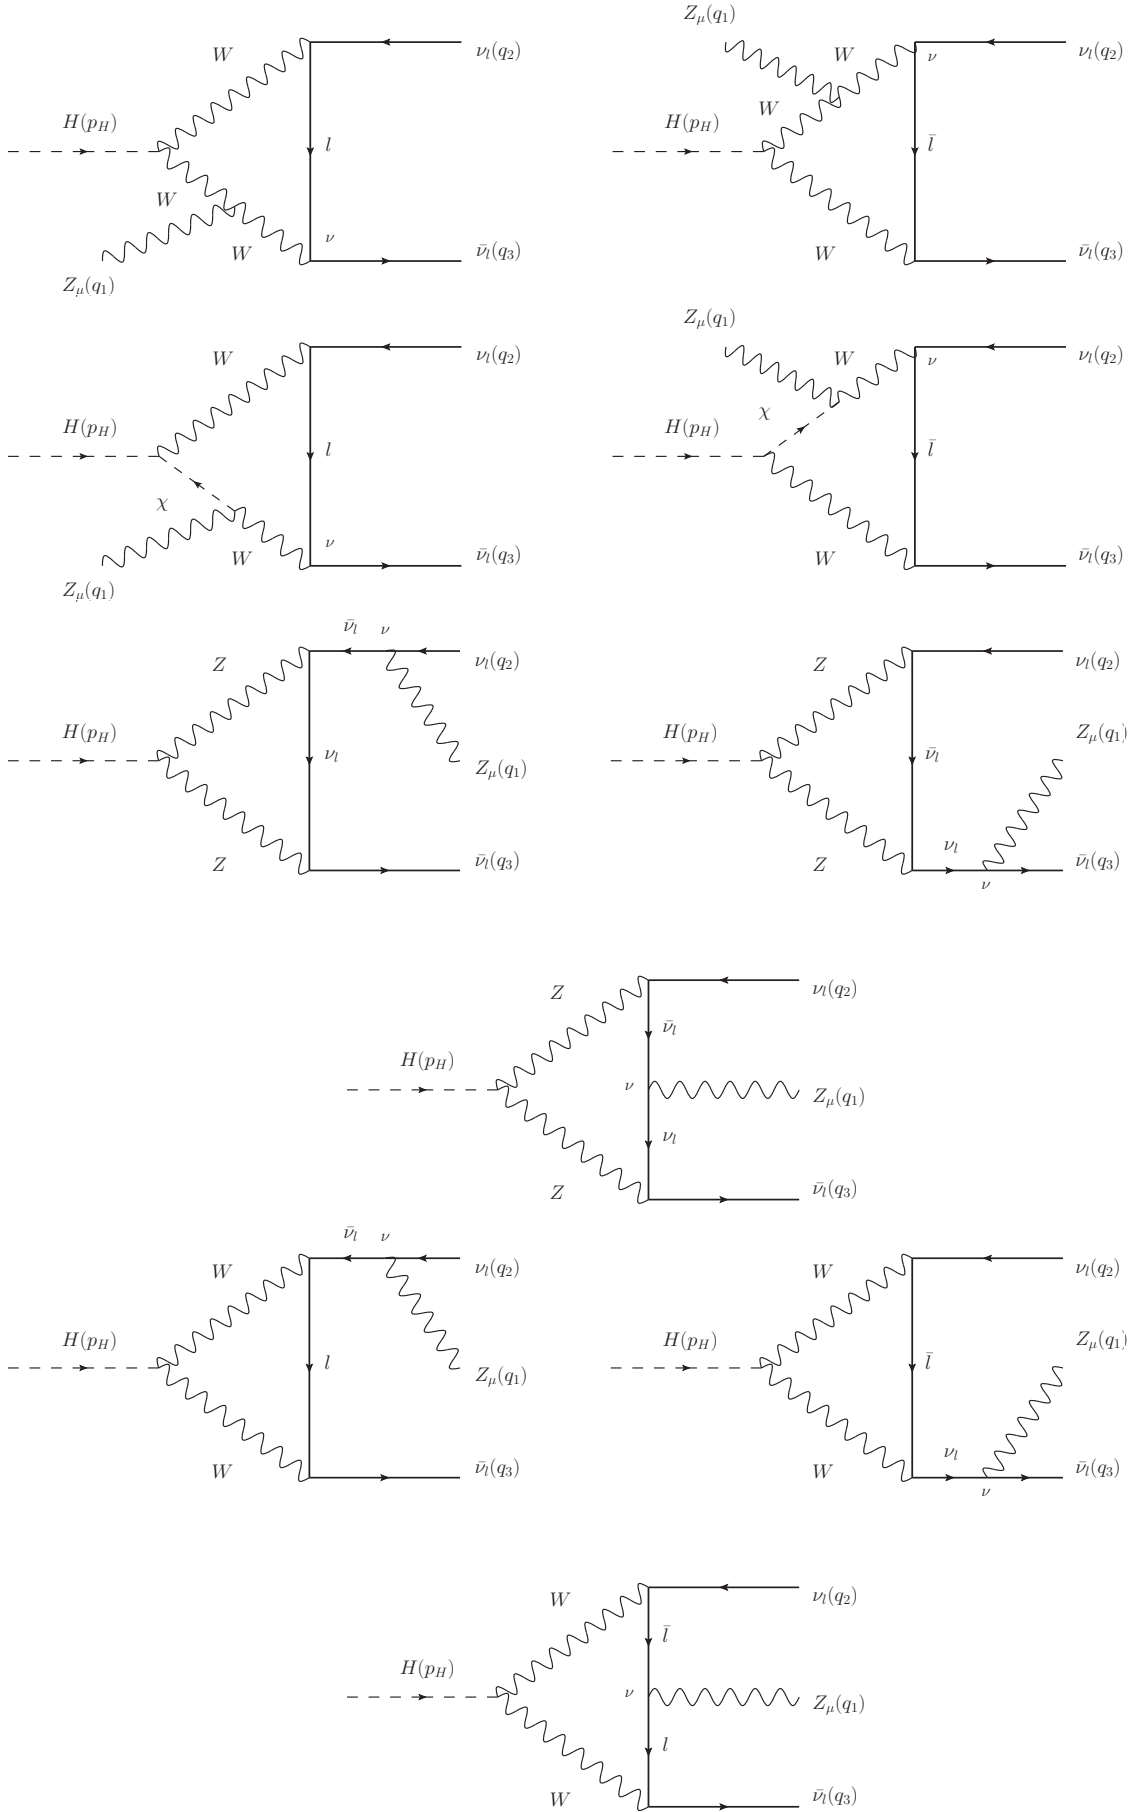 W
ν_l(q_2)
H(p_H)
l
W
ν
W
ν̄_l(q_3)
Z_μ(q_1)
Z_μ(q_1)
W
ν
ν_l(q_2)
W
H(p_H)
l̄
W
ν̄_l(q_3)
W
ν_l(q_2)
H(p_H)
l
χ
ν
W
ν̄_l(q_3)
Z_μ(q_1)
Z_μ(q_1)
W
ν
ν_l(q_2)
χ
H(p_H)
l̄
W
ν̄_l(q_3)
ν̄_l
ν
Z
ν_l(q_2)
H(p_H)
ν_l
Z_μ(q_1)
Z
ν̄_l(q_3)
Z
ν_l(q_2)
H(p_H)
ν̄_l
Z_μ(q_1)
Z
ν_l
ν
ν̄_l(q_3)
Z
ν_l(q_2)
ν̄_l
H(p_H)
ν
Z_μ(q_1)
ν_l
Z
ν̄_l(q_3)
ν̄_l
ν
W
ν_l(q_2)
H(p_H)
l
Z_μ(q_1)
W
ν̄_l(q_3)
W
ν_l(q_2)
H(p_H)
l̄
Z_μ(q_1)
W
ν_l
ν
ν̄_l(q_3)
W
ν_l(q_2)
l̄
H(p_H)
ν
Z_μ(q_1)
l
W
ν̄_l(q_3)